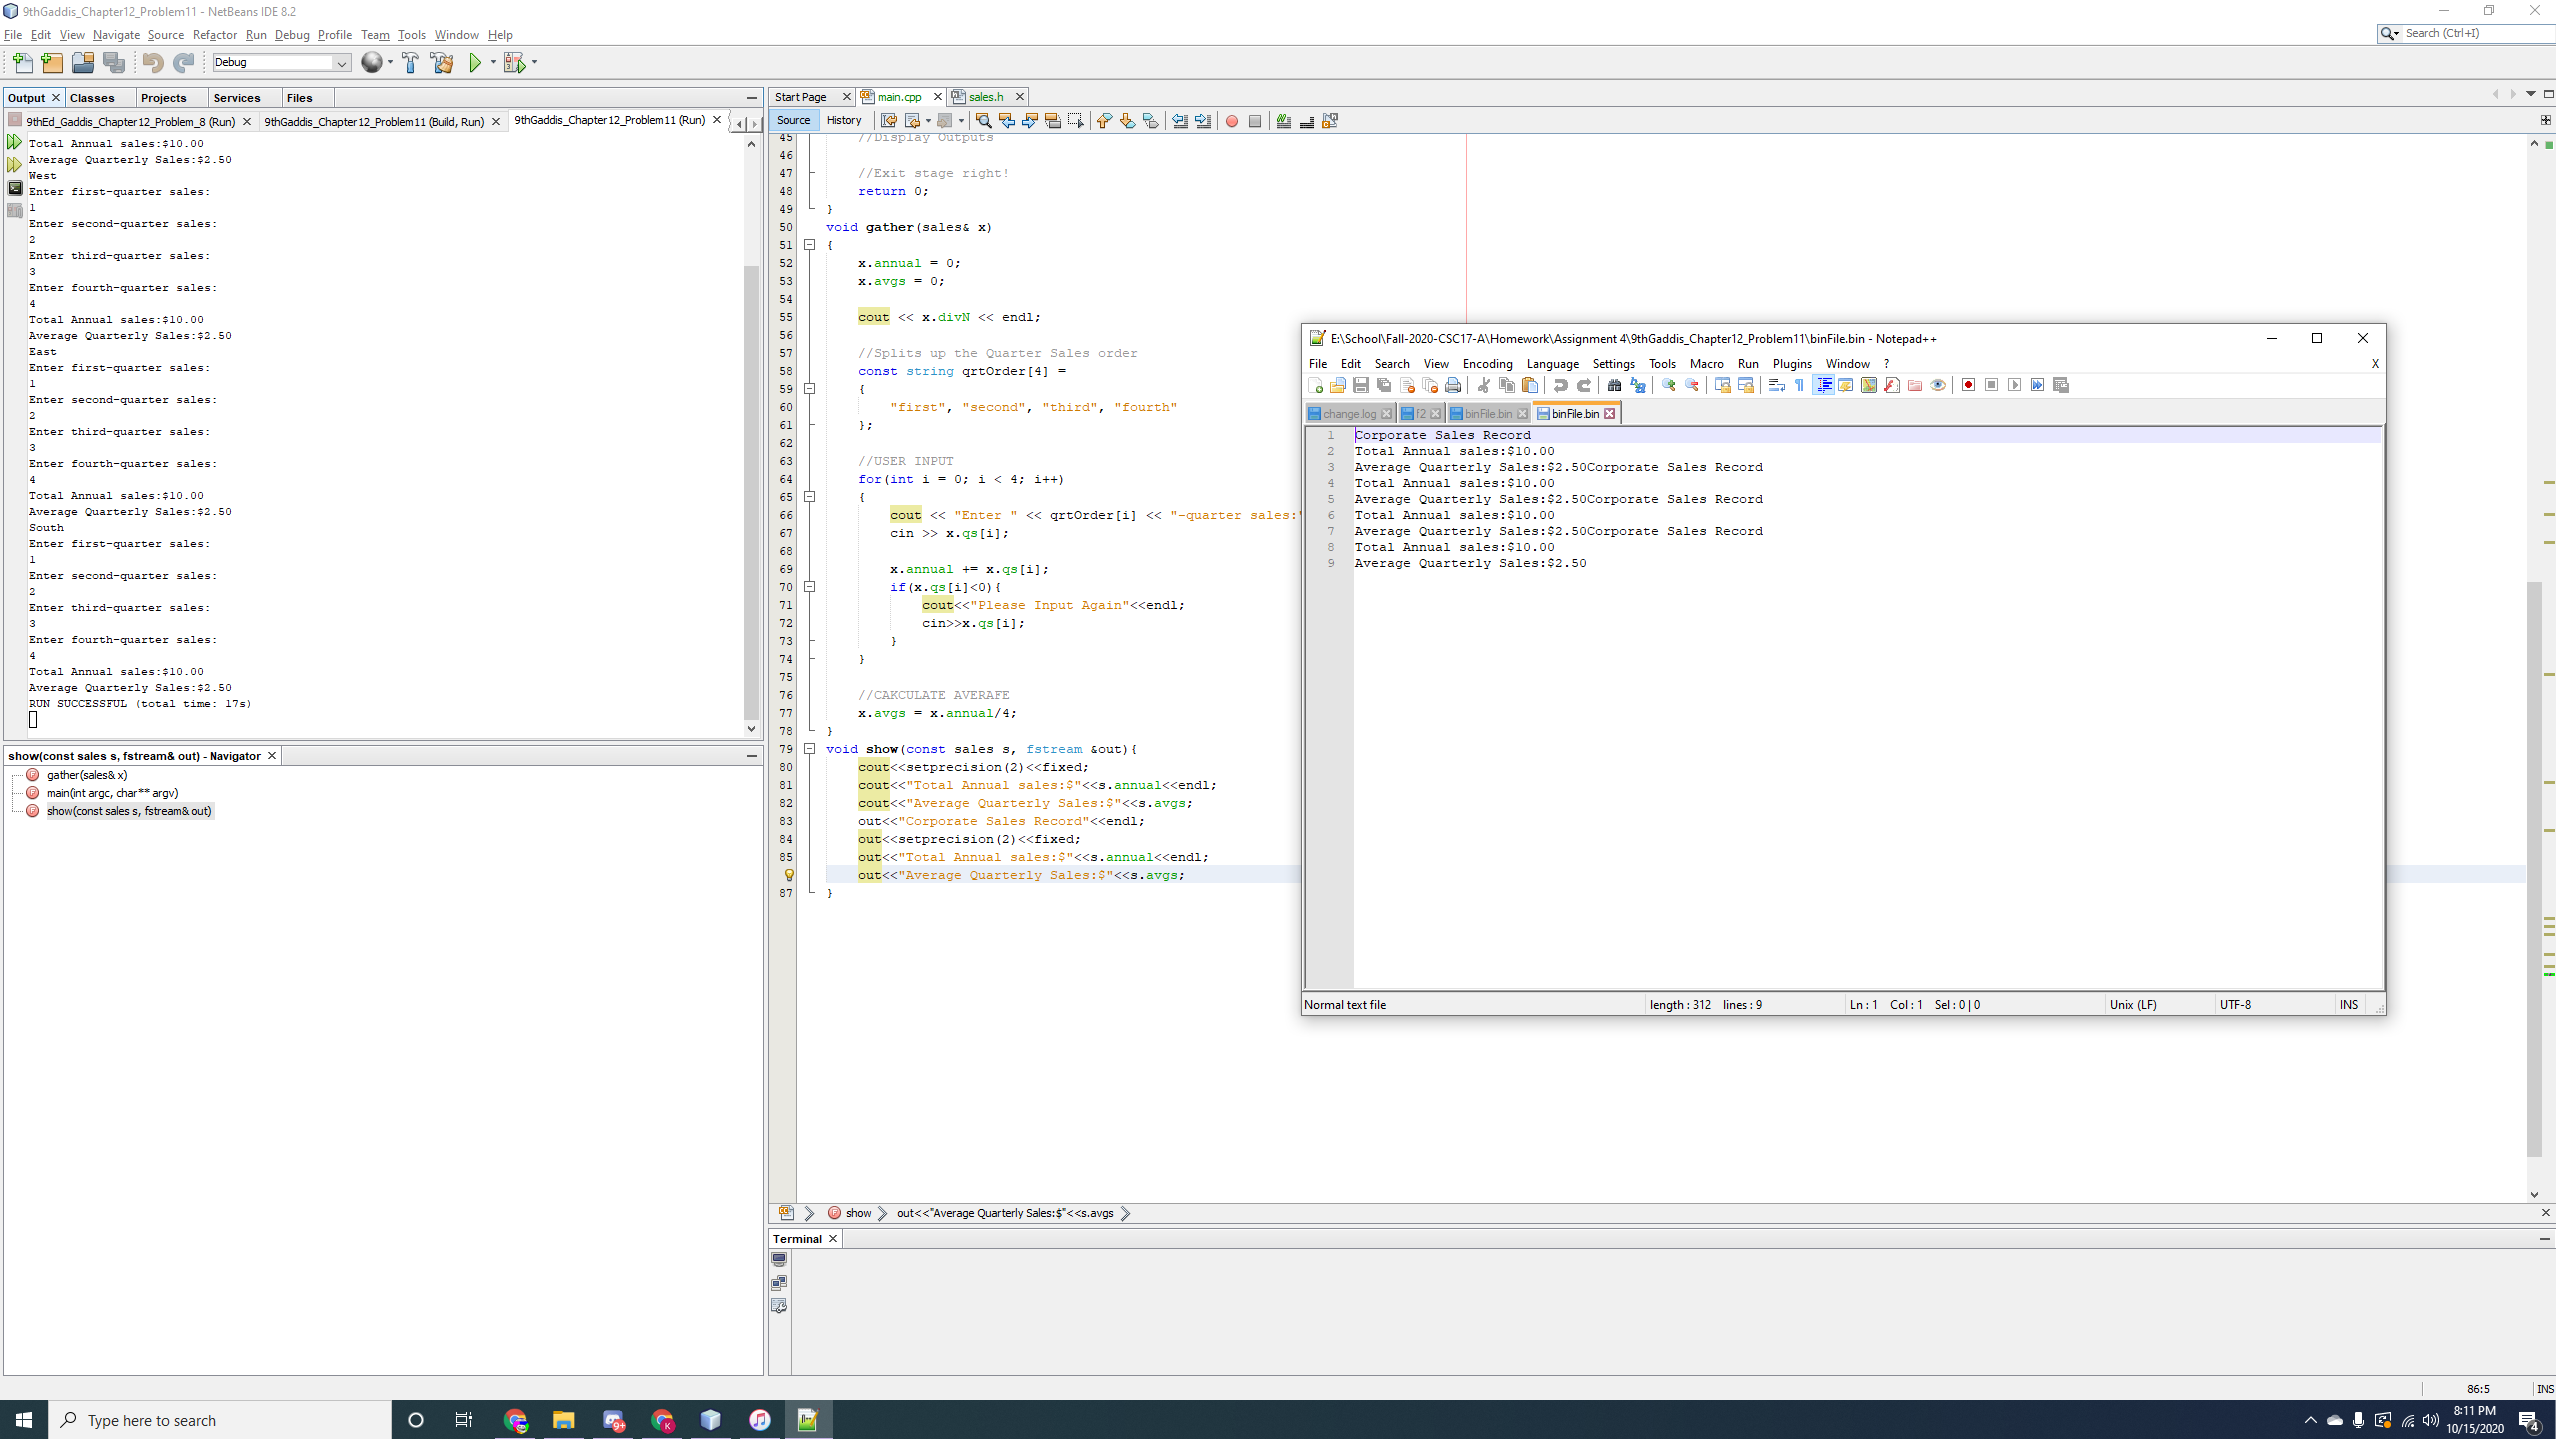 9thGaddis_Chapter12_Problem11 - NetBeans IDE 8.2
File Edit View Navigate Source Refactor Run Debug Profile Team Tools Window Help
Search (Ctrl+I)
Debug
Output Classes Projects Services Files
9thEd_Gaddis_Chapter12_Problem_8 (Run) 9thGaddis_Chapter12_Problem11 (Build, Run) 9thGaddis_Chapter12_Problem11 (Run)
Total Annual sales:$10.00
Average Quarterly Sales:$2.50
West
Enter first-quarter sales:
1
Enter second-quarter sales:
2
Enter third-quarter sales:
3
Enter fourth-quarter sales:
4
Total Annual sales:$10.00
Average Quarterly Sales:$2.50
East
Enter first-quarter sales:
1
Enter second-quarter sales:
2
Enter third-quarter sales:
3
Enter fourth-quarter sales:
4
Total Annual sales:$10.00
Average Quarterly Sales:$2.50
South
Enter first-quarter sales:
1
Enter second-quarter sales:
2
Enter third-quarter sales:
3
Enter fourth-quarter sales:
4
Total Annual sales:$10.00
Average Quarterly Sales:$2.50
RUN SUCCESSFUL (total time: 17s)
show(const sales s, fstream& out) - Navigator
gather(sales& x)
main(int argc, char** argv)
show(const sales s, fstream& out)
Start Page main.cpp sales.h
Source History
45 //Display Outputs
46
47 //Exit stage right!
48 return 0;
49 }
50 void gather(sales& x)
51 {
52 x.annual = 0;
53 x.avgs = 0;
54
55 cout << x.divN << endl;
56
57 //Splits up the Quarter Sales order
58 const string qrtOrder[4] =
59 {
60 "first", "second", "third", "fourth"
61 };
62
63 //USER INPUT
64 for(int i = 0; i < 4; i++)
65 {
66 cout << "Enter " << qrtOrder[i] << "-quarter sales:"
67 cin >> x.qs[i];
68
69 x.annual += x.qs[i];
70 if(x.qs[i]<0){
71 cout<<"Please Input Again"<<endl;
72 cin>>x.qs[i];
73 }
74 }
75
76 //CAKCULATE AVERAFE
77 x.avgs = x.annual/4;
78 }
79 void show(const sales s, fstream &out){
80 cout<<setprecision(2)<<fixed;
81 cout<<"Total Annual sales:$"<<s.annual<<endl;
82 cout<<"Average Quarterly Sales:$"<<s.avgs;
83 out<<"Corporate Sales Record"<<endl;
84 out<<setprecision(2)<<fixed;
85 out<<"Total Annual sales:$"<<s.annual<<endl;
out<<"Average Quarterly Sales:$"<<s.avgs;
87 }
show out<<"Average Quarterly Sales:$"<<s.avgs
Terminal
86:5 INS
E:\School\Fall-2020-CSC17-A\Homework\Assignment 4\9thGaddis_Chapter12_Problem11\binFile.bin - Notepad++
File Edit Search View Encoding Language Settings Tools Macro Run Plugins Window ? X
change.log f2 binFile.bin binFile.bin
1 Corporate Sales Record
2 Total Annual sales:$10.00
3 Average Quarterly Sales:$2.50Corporate Sales Record
4 Total Annual sales:$10.00
5 Average Quarterly Sales:$2.50Corporate Sales Record
6 Total Annual sales:$10.00
7 Average Quarterly Sales:$2.50Corporate Sales Record
8 Total Annual sales:$10.00
9 Average Quarterly Sales:$2.50
Normal text file length : 312 lines : 9 Ln : 1 Col : 1 Sel : 0 | 0 Unix (LF) UTF-8 INS
Type here to search
9+
K
8:11 PM
10/15/2020
4